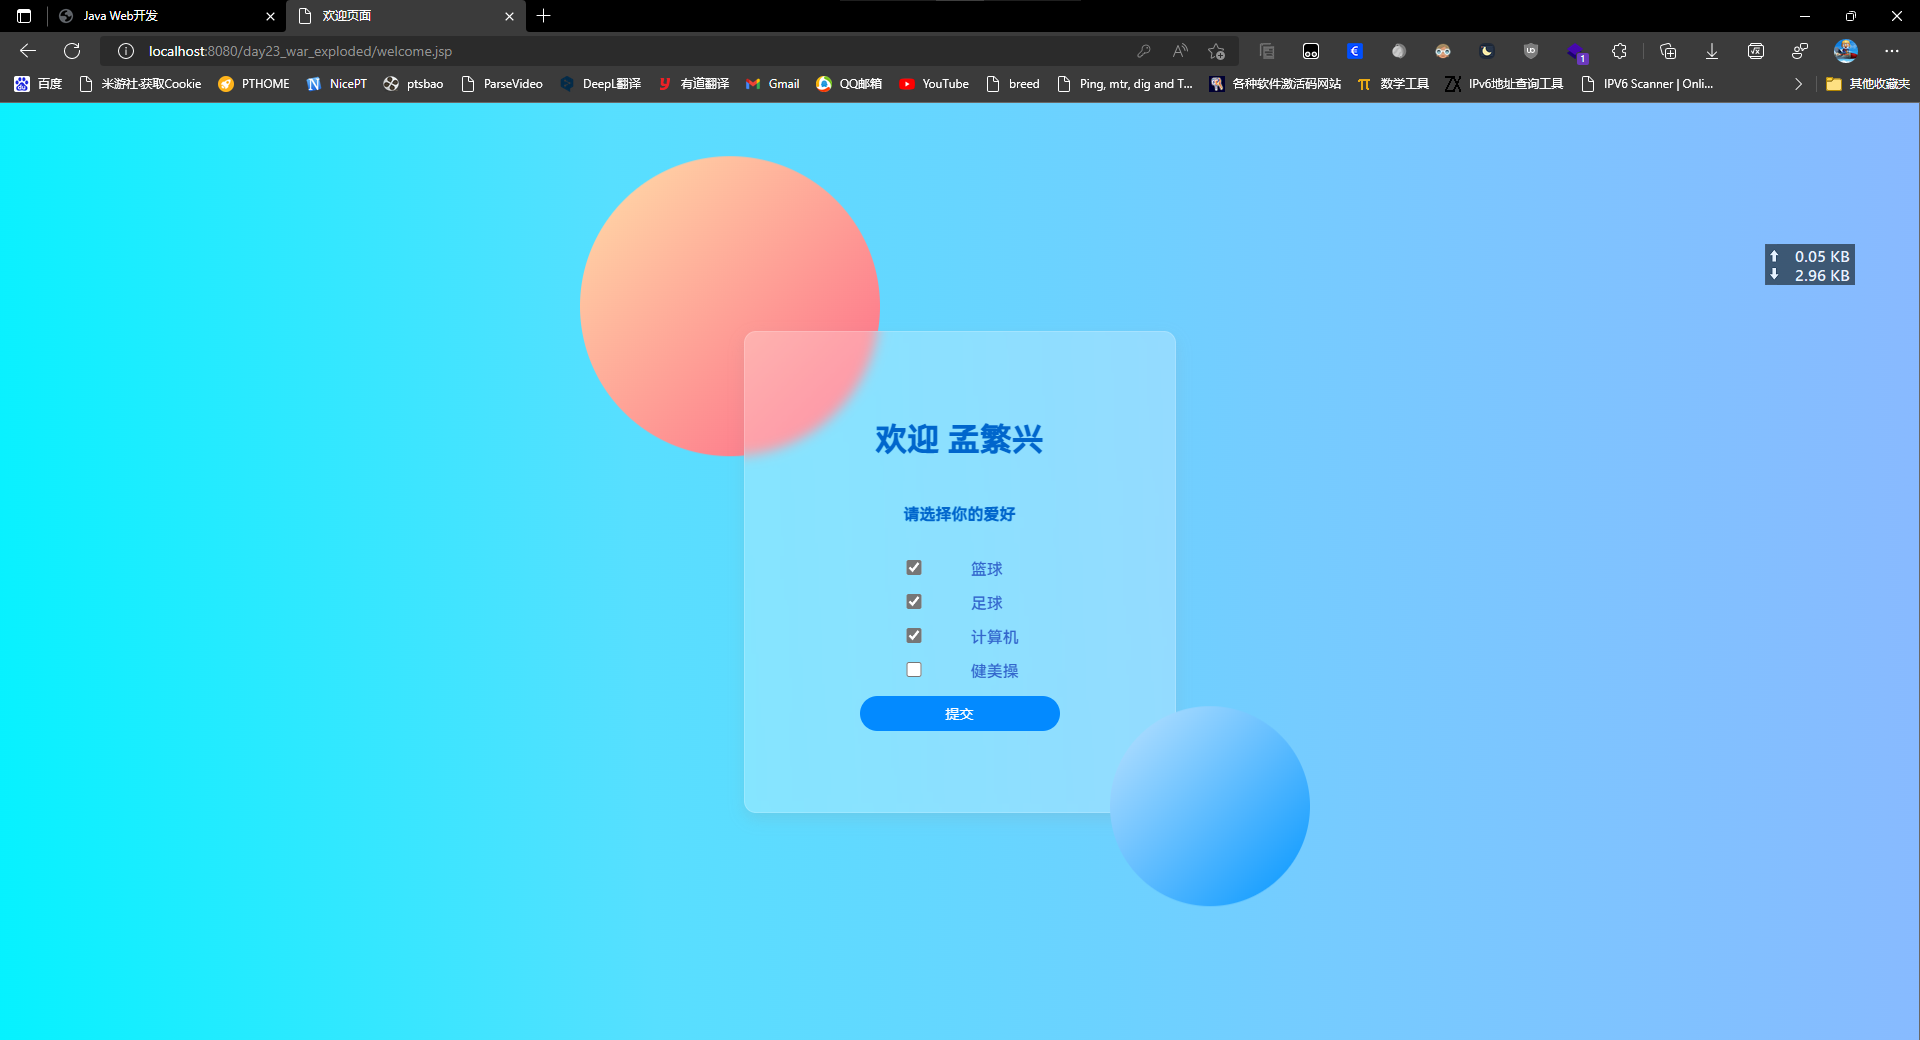 Java Web开发
欢迎页面
localhost:8080/day23_war_exploded/welcome.jsp
百度 米游社-获取Cookie PTHOME NicePT ptsbao ParseVideo DeepL翻译 有道翻译 Gmail QQ邮箱 YouTube breed Ping, mtr, dig and T... 各种软件激活码网站 数学工具 IPv6地址查询工具 IPV6 Scanner | Onli... 其他收藏夹
0.05 KB
2.96 KB
欢迎 孟繁兴
请选择你的爱好
篮球
足球
计算机
健美操
提交